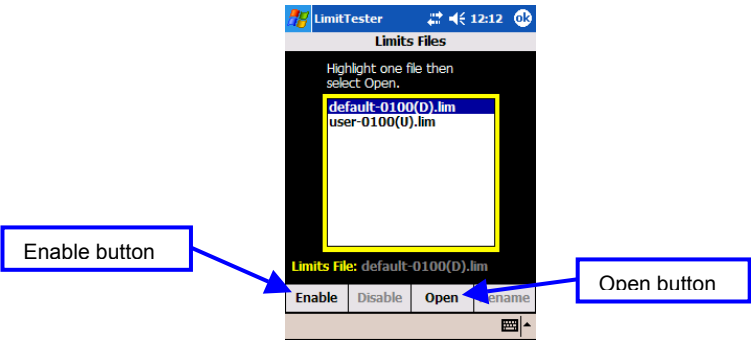 LimitTester 12:12 ok
Limits Files
Highlight one file then
select Open.
default-0100(D).lim
user-0100(U).lim
Enable button
Limits File: default-0100(D).lim
Open button
Enable Disable Open ename